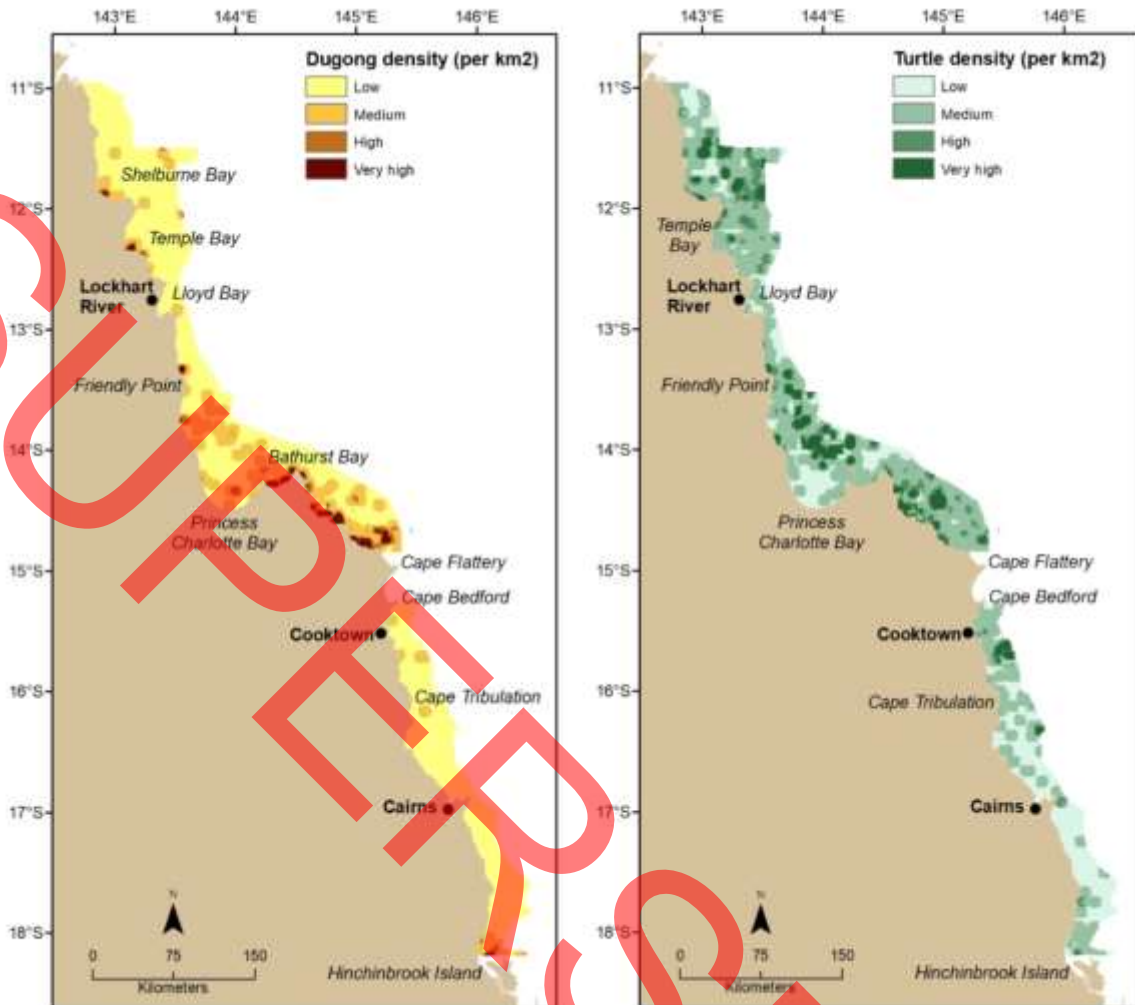 143°E 144°E 145°E 146°E
Dugong density (per km2)
Low
Medium
High
Very high
11°S
12°S
13°S
14°S
15°S
16°S
17°S
18°S
Shelburne Bay
Temple Bay
Lockhart
River
Lloyd Bay
Friendly Point
Bathurst Bay
Princess
Charlotte Bay
Cape Flattery
Cape Bedford
Cooktown
Cape Tribulation
Cairns
N
0 75 150
Kilometers
Hinchinbrook Island
143°E 144°E 145°E 146°E
Turtle density (per km2)
Low
Medium
High
Very high
11°S
12°S
13°S
14°S
15°S
16°S
17°S
18°S
Temple
Bay
Lockhart
River
Lloyd Bay
Friendly Point
Princess
Charlotte Bay
Cape Flattery
Cape Bedford
Cooktown
Cape Tribulation
Cairns
N
0 75 150
Kilometers
Hinchinbrook Island